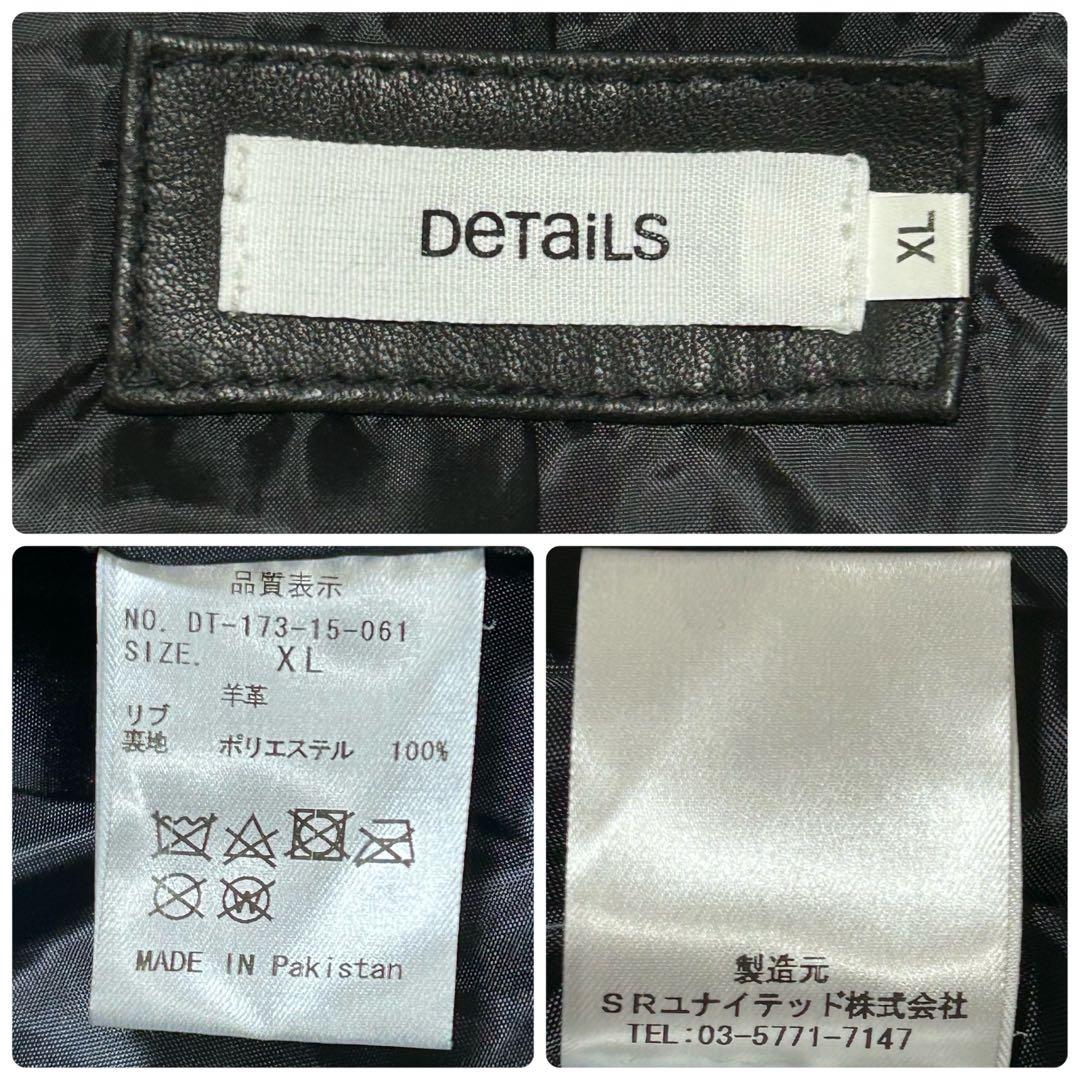 DeTaiLS
XL
品質表示
NO. DT-173-15-061
SIZE. XL
羊革
リブ
裏地 ポリエステル 100%
MADE IN Pakistan
製造元
SRユナイテッド株式会社
TEL:03-5771-7147